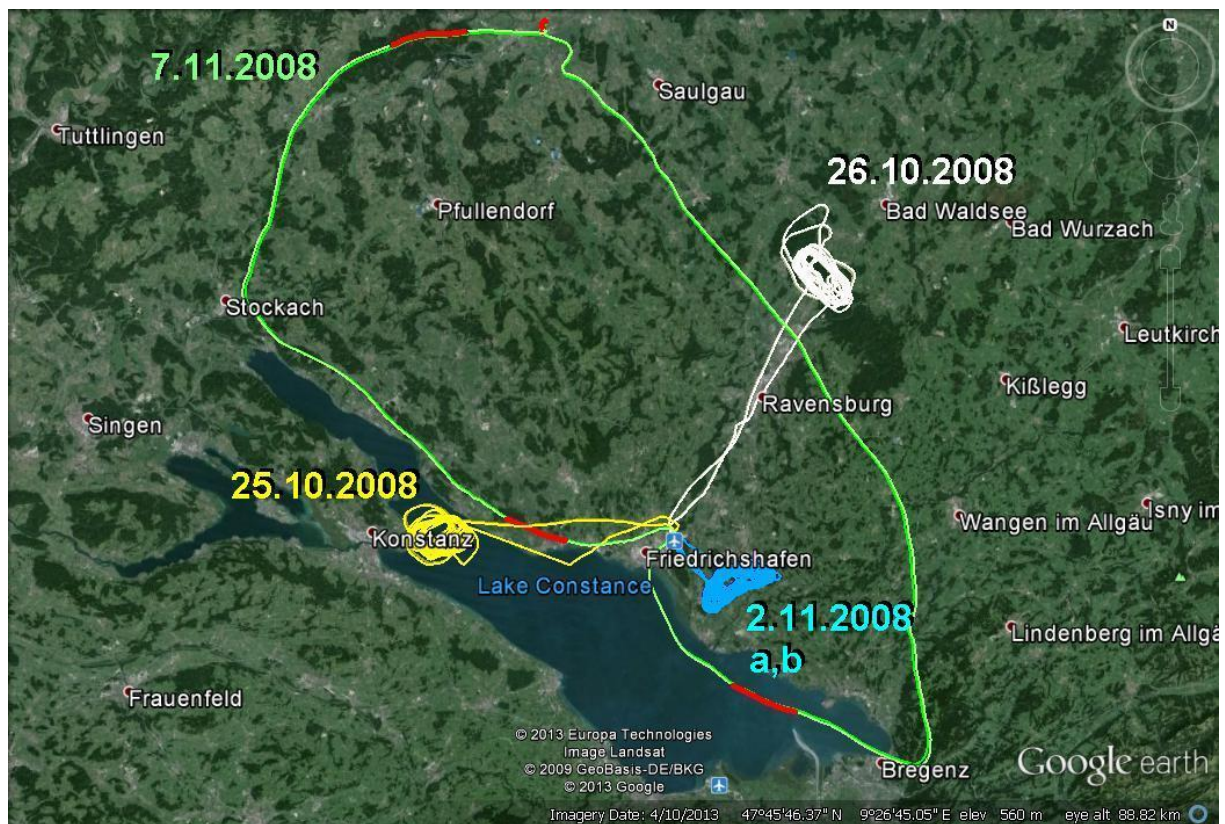 N
7.11.2008
Saulgau
Tuttlingen
26.10.2008
Pfullendorf
Bad Waldsee
Bad Wurzach
Stockach
Leutkirch
Kißlegg
Ravensburg
Singen
25.10.2008
Isny im
Wangen im Allgäu
Konstanz
Friedrichshafen
Lake Constance
2.11.2008
a,b
Lindenberg im Allgä
Frauenfeld
© 2013 Europa Technologies
Image Landsat
© 2009 GeoBasis-DE/BKG
© 2013 Google
Bregenz
Google earth
Imagery Date: 4/10/2013 47°45'46.37" N 9°26'45.05" E elev 560 m eye alt 88.82 km